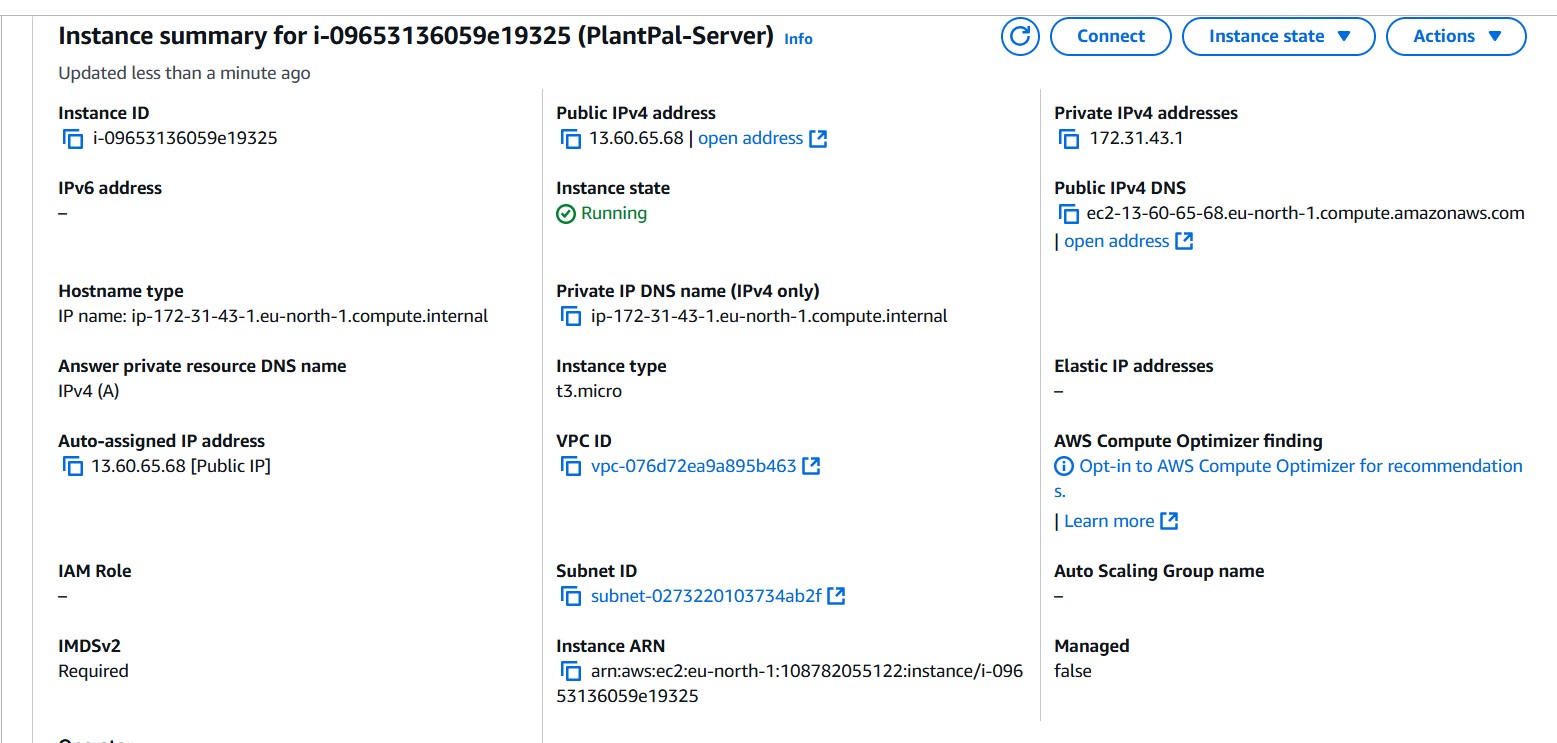 Instance summary for i-09653136059e19325 (PlantPal-Server) Info
Connect
Instance state
Actions
Updated less than a minute ago
Instance ID
i-09653136059e19325
Public IPv4 address
13.60.65.68 | open address
Private IPv4 addresses
172.31.43.1
IPv6 address
–
Instance state
Running
Public IPv4 DNS
ec2-13-60-65-68.eu-north-1.compute.amazonaws.com
| open address
Hostname type
IP name: ip-172-31-43-1.eu-north-1.compute.internal
Private IP DNS name (IPv4 only)
ip-172-31-43-1.eu-north-1.compute.internal
Answer private resource DNS name
IPv4 (A)
Instance type
t3.micro
Elastic IP addresses
–
Auto-assigned IP address
13.60.65.68 [Public IP]
VPC ID
vpc-076d72ea9a895b463
AWS Compute Optimizer finding
Opt-in to AWS Compute Optimizer for recommendation
s.
| Learn more
IAM Role
–
Subnet ID
subnet-0273220103734ab2f
Auto Scaling Group name
–
IMDSv2
Required
Instance ARN
arn:aws:ec2:eu-north-1:108782055122:instance/i-096
53136059e19325
Managed
false